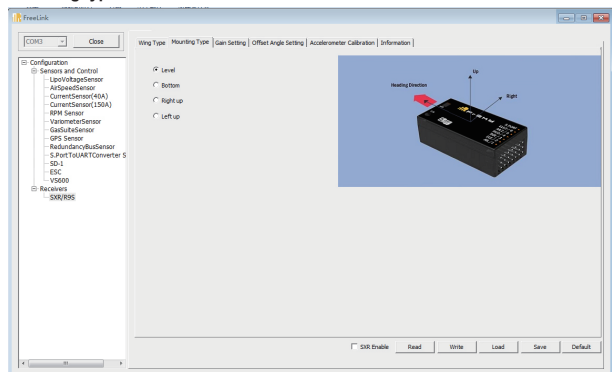 FreeLink
COM3 Close
Wing Type Mounting Type Gain Setting Offset Angle Setting Accelerometer Calibration Information
Configuration
Sensors and Control
LipoVoltageSensor
AirSpeedSensor
CurrentSensor(40A)
CurrentSensor(150A)
RPM Sensor
VariometerSensor
GasSuiteSensor
GPS Sensor
RedundancyBusSensor
S.PortToUARTConverter S
SD-1
ESC
VS600
Receivers
SXR/R9S
Level
Bottom
Right up
Left up
Up
Heading Direction
Right
SXR Enable Read Write Load Save Default